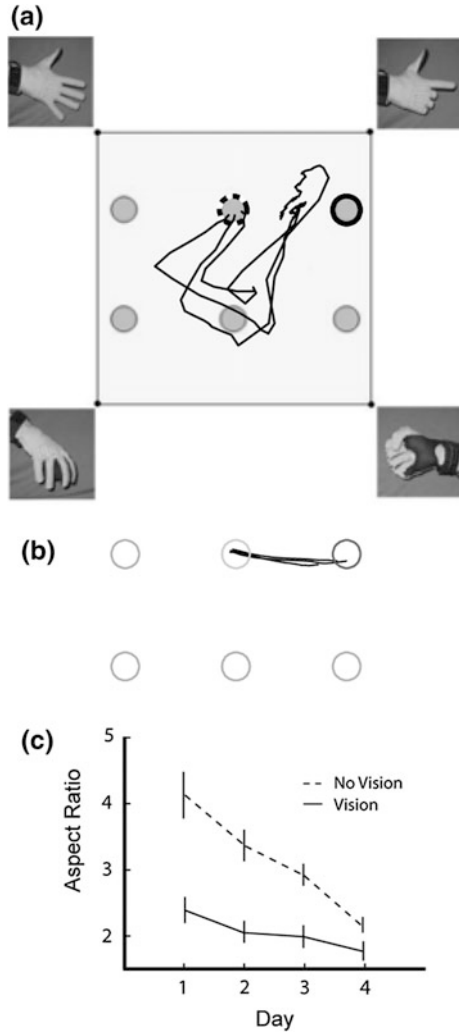 (a)
(b)
(c)
5
4
3
2
Aspect Ratio
No Vision
Vision
1 2 3 4
Day